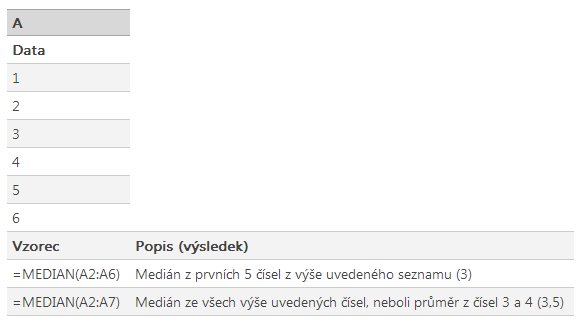 A
Data
1
2
3
4
5
6
Vzorec Popis (výsledek)
=MEDIAN(A2:A6) Medián z prvních 5 čísel z výše uvedeného seznamu (3)
=MEDIAN(A2:A7) Medián ze všech výše uvedených čísel, neboli průměr z čísel 3 a 4 (3,5)